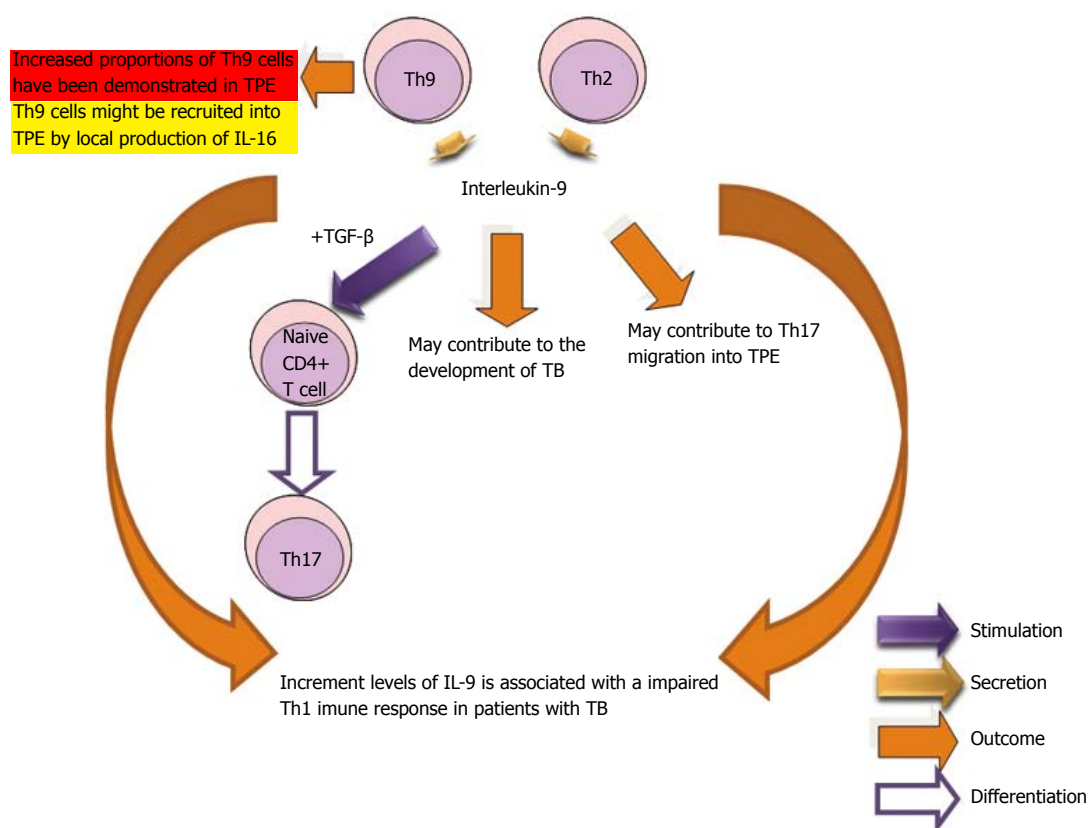 Increased proportions of Th9 cells
have been demonstrated in TPE
Th9 cells might be recruited into
TPE by local production of IL-16
Th9
Th2
Interleukin-9
+TGF-β
Naive
CD4+
T cell
May contribute to the
development of TB
May contribute to Th17
migration into TPE
Th17
Increment levels of IL-9 is associated with a impaired
Th1 imune response in patients with TB
Stimulation
Secretion
Outcome
Differentiation